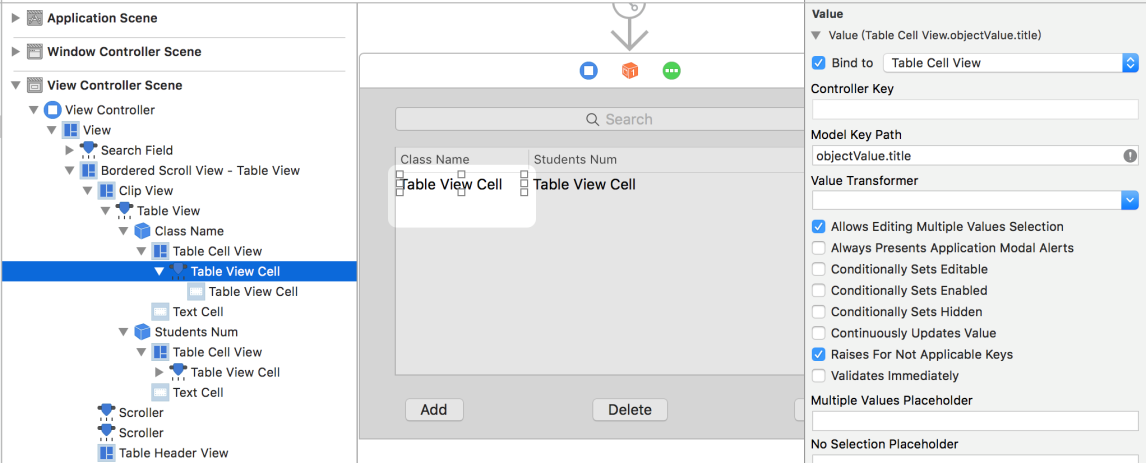 Application Scene
Window Controller Scene
View Controller Scene
View Controller
View
Search Field
Bordered Scroll View - Table View
Clip View
Table View
Class Name
Table Cell View
Table View Cell
Table View Cell
Text Cell
Students Num
Table Cell View
Table View Cell
Text Cell
Scroller
Scroller
Table Header View
Search
Class Name Students Num
Table View Cell Table View Cell
Add Delete
Value
Value (Table Cell View.objectValue.title)
Bind to Table Cell View
Controller Key
Model Key Path
objectValue.title
Value Transformer
Allows Editing Multiple Values Selection
Always Presents Application Modal Alerts
Conditionally Sets Editable
Conditionally Sets Enabled
Conditionally Sets Hidden
Continuously Updates Value
Raises For Not Applicable Keys
Validates Immediately
Multiple Values Placeholder
No Selection Placeholder